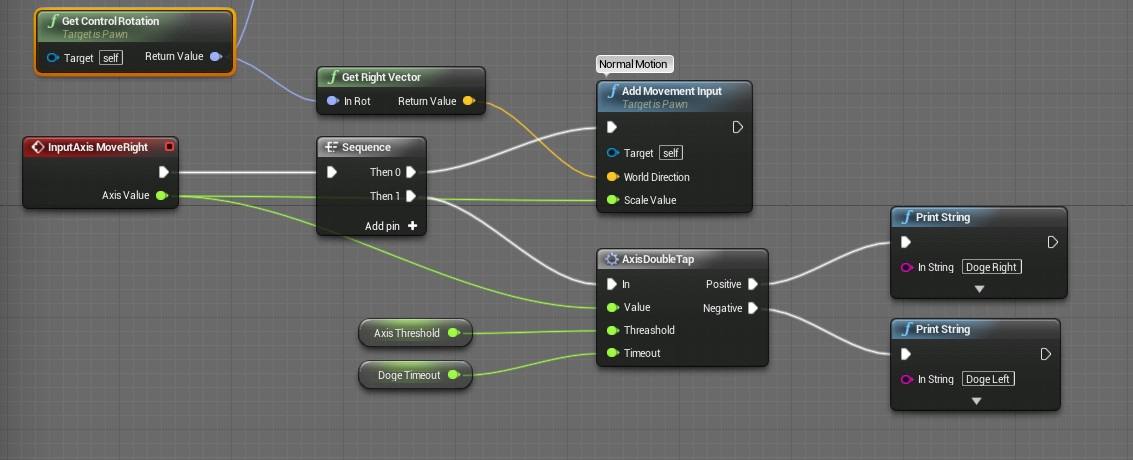 Get Control Rotation
Target is Pawn
Target self Return Value
Get Right Vector
In Rot Return Value
Normal Motion
Add Movement Input
Target is Pawn
Target self
World Direction
Scale Value
InputAxis MoveRight
Axis Value
Sequence
Then 0
Then 1
Add pin
AxisDoubleTap
In Positive
Value Negative
Threashold
Timeout
Axis Threshold
Doge Timeout
Print String
In String Doge Right
Print String
In String Doge Left